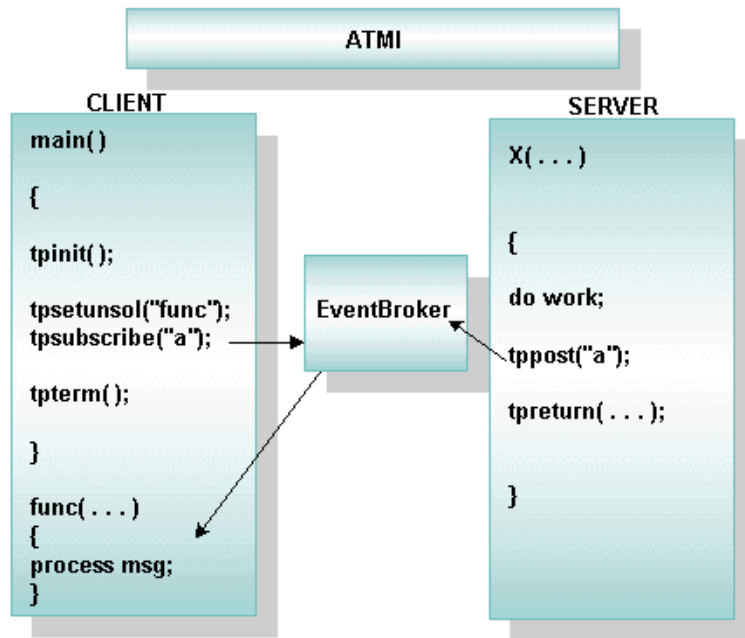 ATMI
CLIENT
main( )
{
tpinit( );
tpsetunsol("func");
tpsubscribe("a");
tpterm( );
}
func( . . . )
{
process msg;
}
EventBroker
SERVER
X( . . . )
{
do work;
tppost("a");
tpreturn( . . . );
}